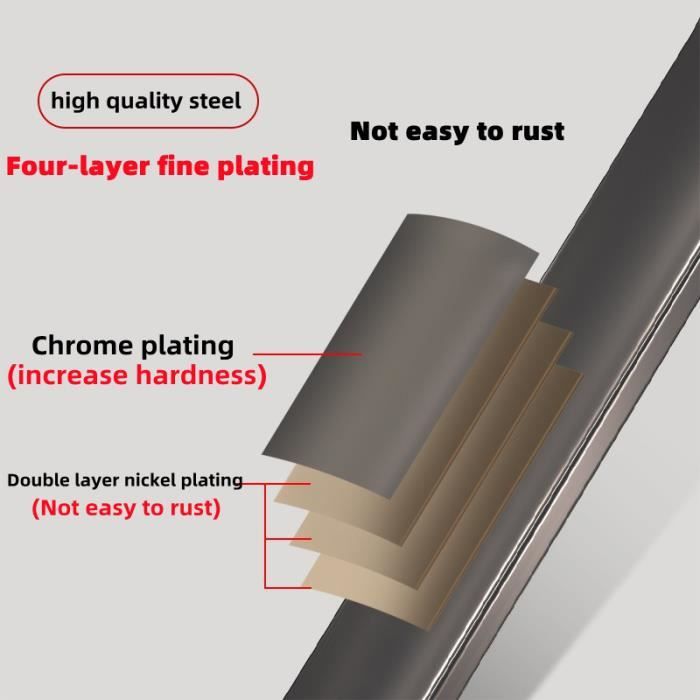 high quality steel
Not easy to rust
Four-layer fine plating
Chrome plating
(increase hardness)
Double layer nickel plating
(Not easy to rust)